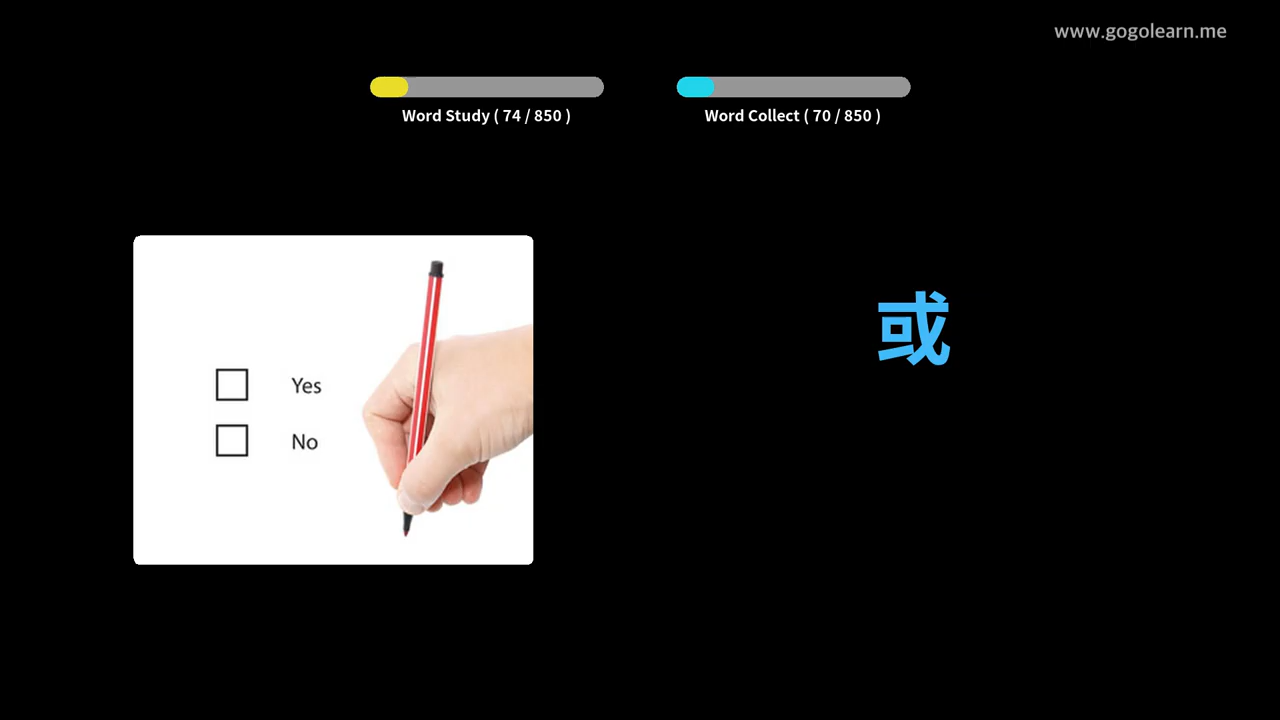 www.gogolearn.me
Word Study ( 74 / 850 )
Word Collect ( 70 / 850 )
或
Yes
No